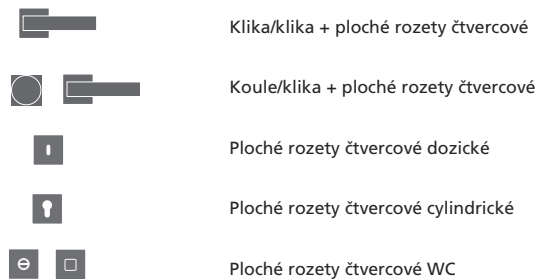 Klika/klika + ploché rozety čtvercové
Koule/klika + ploché rozety čtvercové
Ploché rozety čtvercové dozické
Ploché rozety čtvercové cylindrické
Ploché rozety čtvercové WC